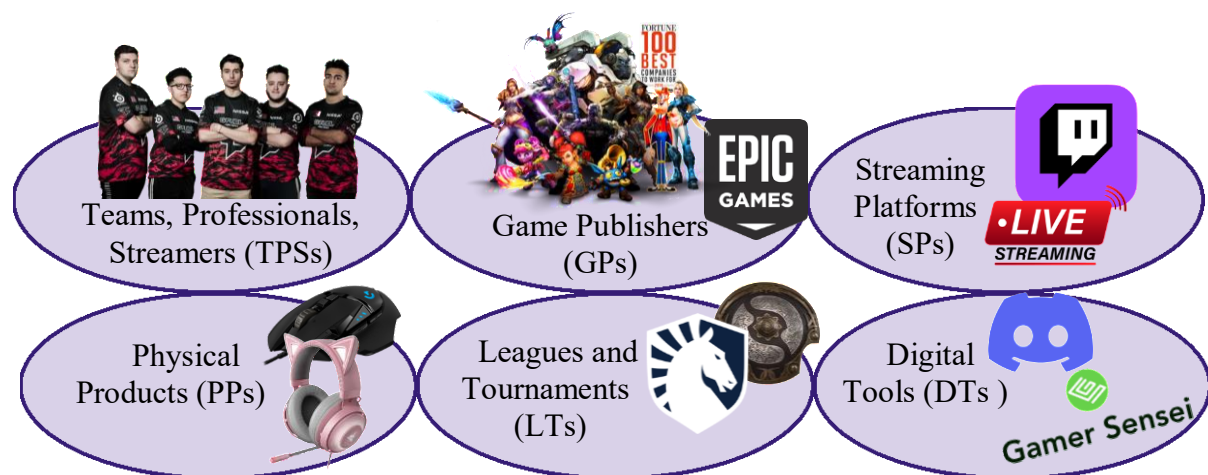 FORTUNE
100
BEST
COMPANIES
TO WORK FOR
EPIC
GAMES
Teams, Professionals,
Streamers (TPSs)
Game Publishers
(GPs)
Streaming
Platforms
(SPs)
LIVE
STREAMING
Physical
Products (PPs)
Leagues and
Tournaments
(LTs)
Digital
Tools (DTs )
Gamer Sensei